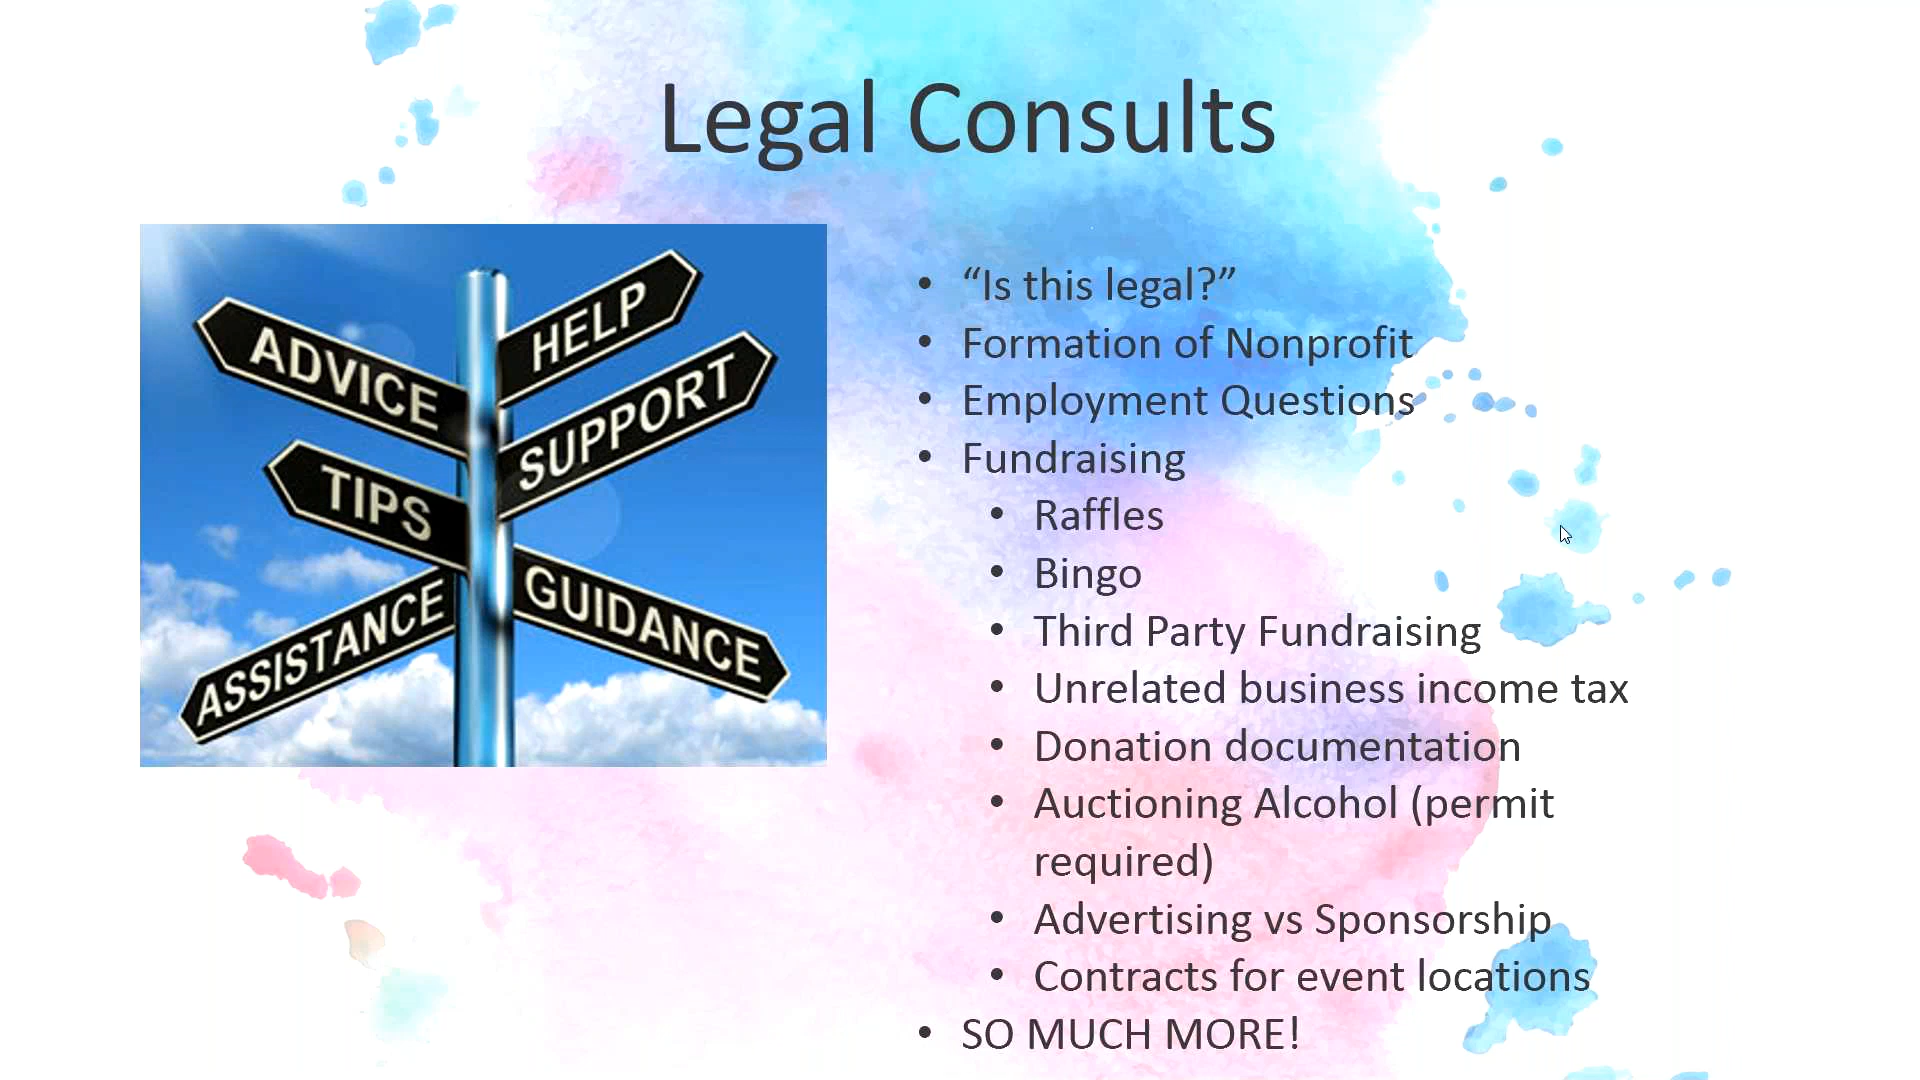 Legal Consults
ADVICE
HELP
SUPPORT
TIPS
GUIDANCE
ASSISTANCE
• “Is this legal?”
• Formation of Nonprofit
• Employment Questions
• Fundraising
• Raffles
• Bingo
• Third Party Fundraising
• Unrelated business income tax
• Donation documentation
• Auctioning Alcohol (permit
required)
• Advertising vs Sponsorship
• Contracts for event locations
• SO MUCH MORE!